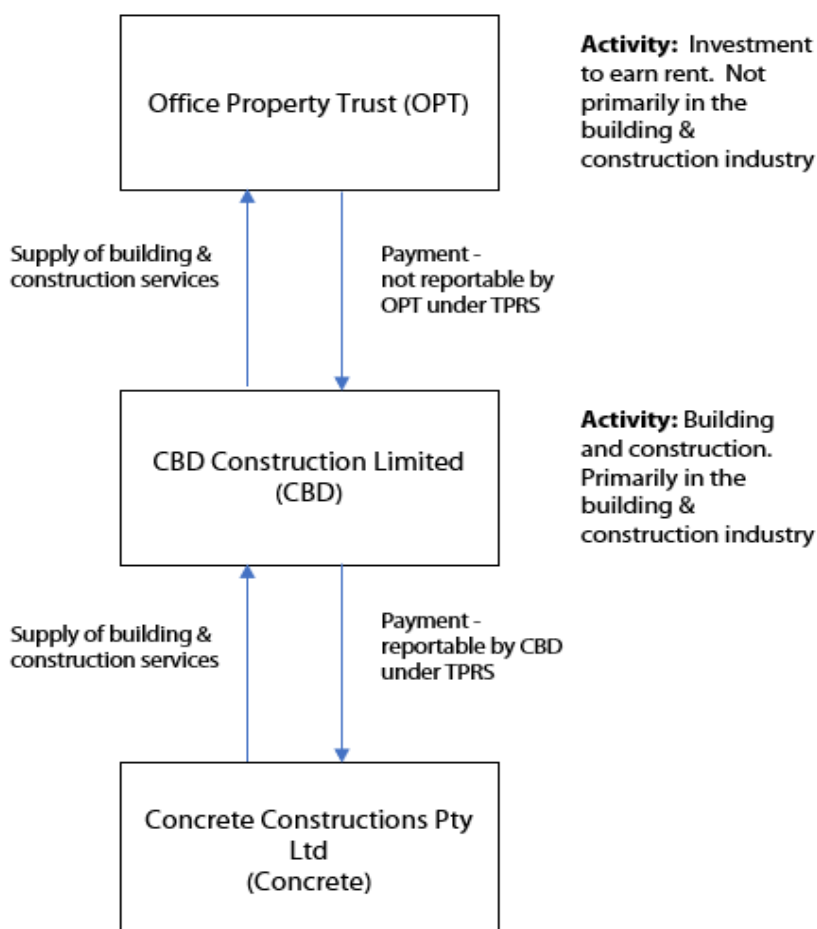 Office Property Trust (OPT)
Activity: Investment
to earn rent. Not
primarily in the
building &
construction industry
Supply of building &
construction services
Payment -
not reportable by
OPT under TPRS
CBD Construction Limited
(CBD)
Activity: Building
and construction.
Primarily in the
building &
construction industry
Supply of building &
construction services
Payment -
reportable by CBD
under TPRS
Concrete Constructions Pty
Ltd
(Concrete)